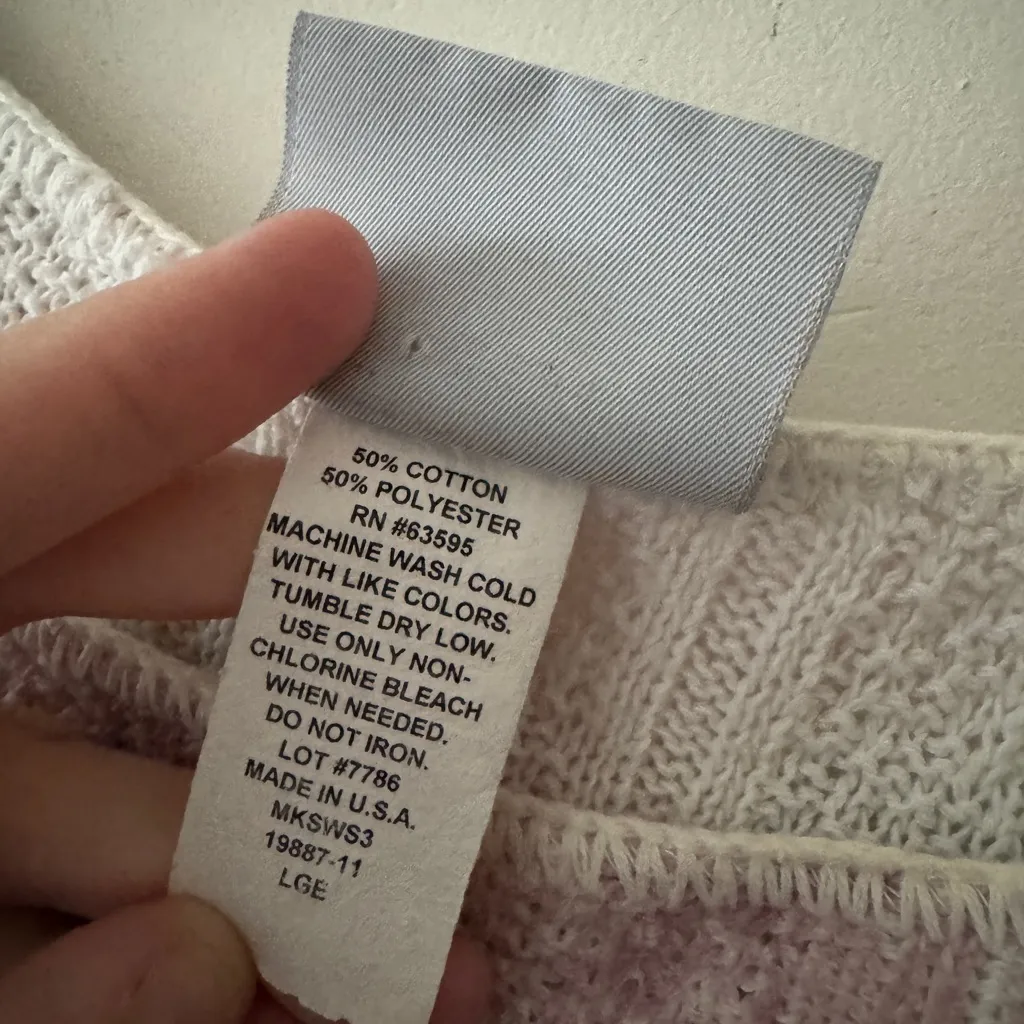 50% COTTON
50% POLYESTER
RN #63595
MACHINE WASH COLD
WITH LIKE COLORS.
TUMBLE DRY LOW.
USE ONLY NON-
CHLORINE BLEACH
WHEN NEEDED.
DO NOT IRON.
LOT #7786
MADE IN U.S.A.
MKSWS3
19887-11
LGE